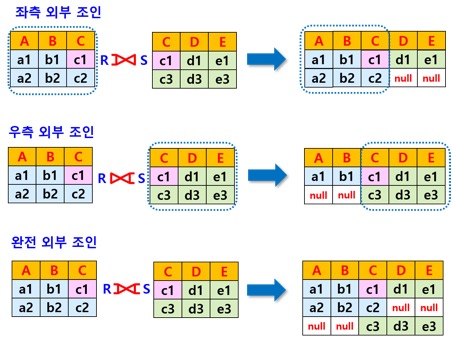 좌측 외부 조인
A B C
a1 b1 c1
a2 b2 c2
R S
C D E
c1 d1 e1
c3 d3 e3
A B C D E
a1 b1 c1 d1 e1
a2 b2 c2 null null
우측 외부 조인
A B C
a1 b1 c1
a2 b2 c2
R S
C D E
c1 d1 e1
c3 d3 e3
A B C D E
a1 b1 c1 d1 e1
null null c3 d3 e3
완전 외부 조인
A B C
a1 b1 c1
a2 b2 c2
R S
C D E
c1 d1 e1
c3 d3 e3
A B C D E
a1 b1 c1 d1 e1
a2 b2 c2 null null
null null c3 d3 e3